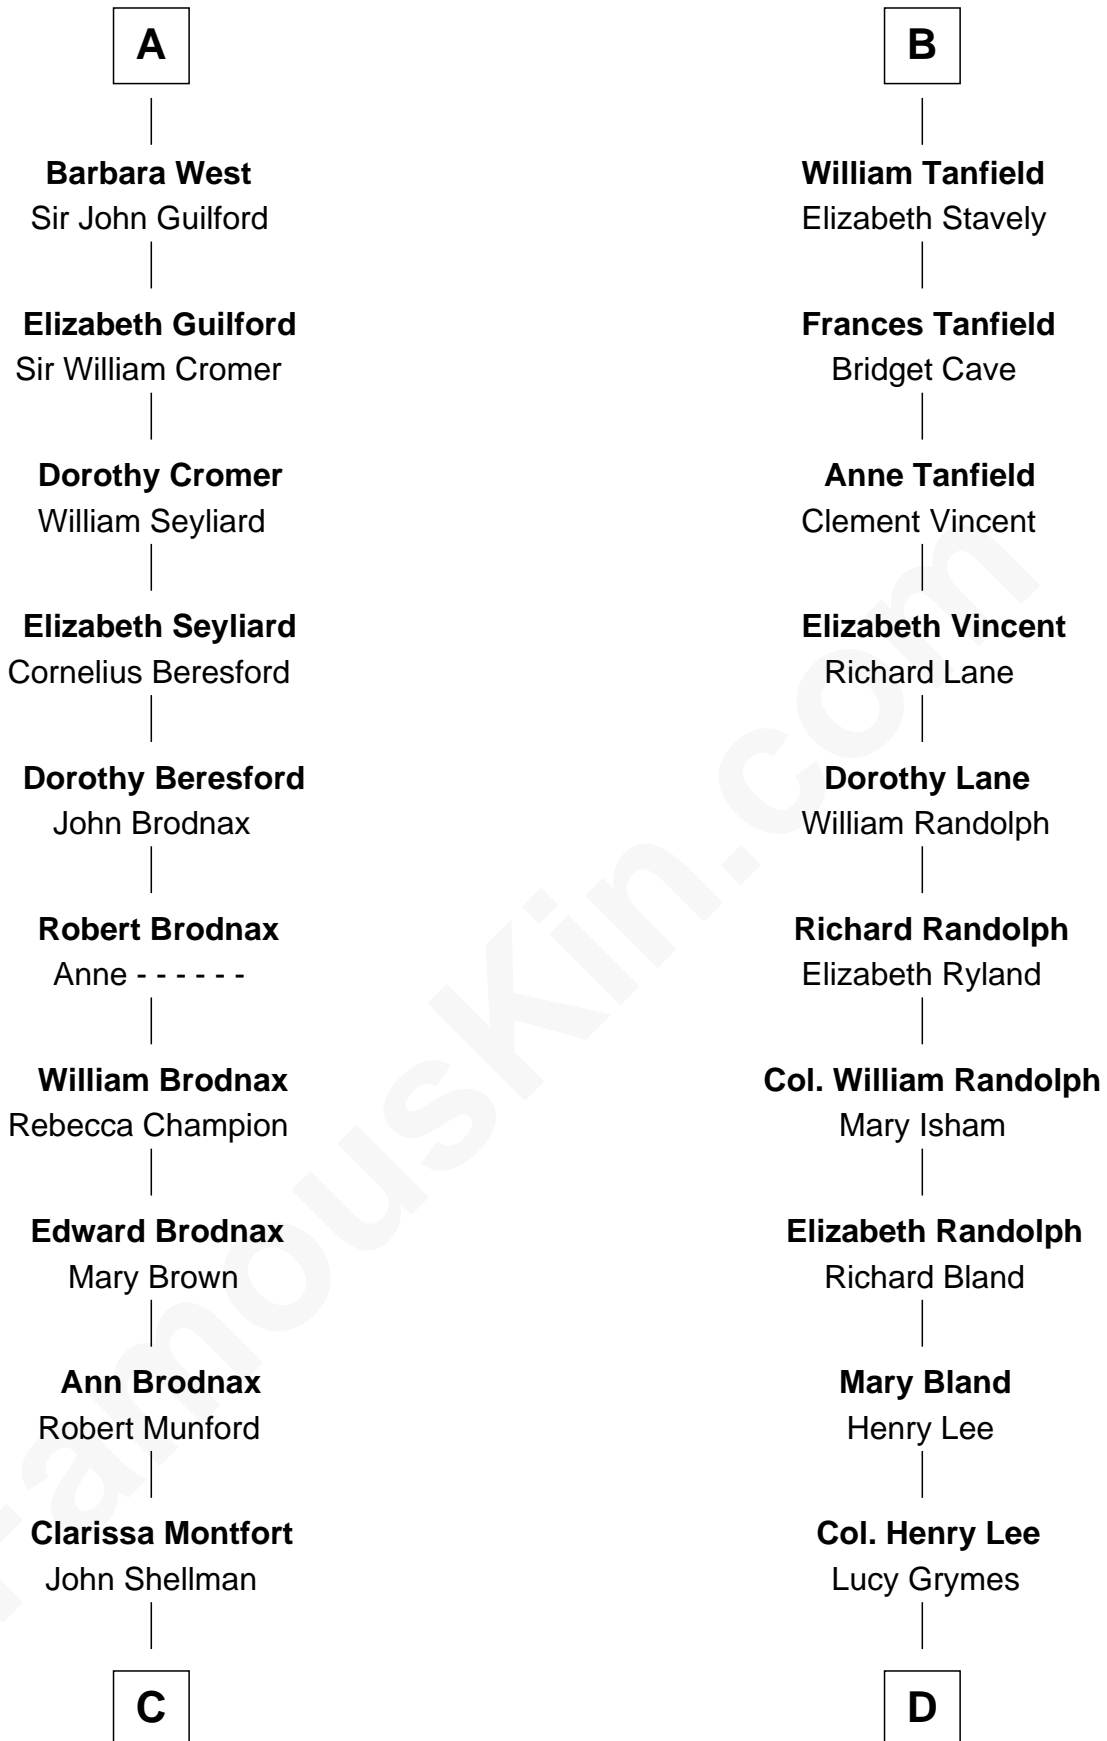 A
Barbara West
Sir John Guilford
Elizabeth Guilford
Sir William Cromer
Dorothy Cromer
William Seyliard
Elizabeth Seyliard
Cornelius Beresford
Dorothy Beresford
John Brodnax
Robert Brodnax
Anne - - - - - -
William Brodnax
Rebecca Champion
Edward Brodnax
Mary Brown
Ann Brodnax
Robert Munford
Clarissa Montfort
John Shellman
C
B
William Tanfield
Elizabeth Stavely
Frances Tanfield
Bridget Cave
Anne Tanfield
Clement Vincent
Elizabeth Vincent
Richard Lane
Dorothy Lane
William Randolph
Richard Randolph
Elizabeth Ryland
Col. William Randolph
Mary Isham
Elizabeth Randolph
Richard Bland
Mary Bland
Henry Lee
Col. Henry Lee
Lucy Grymes
D
FamousKin.com